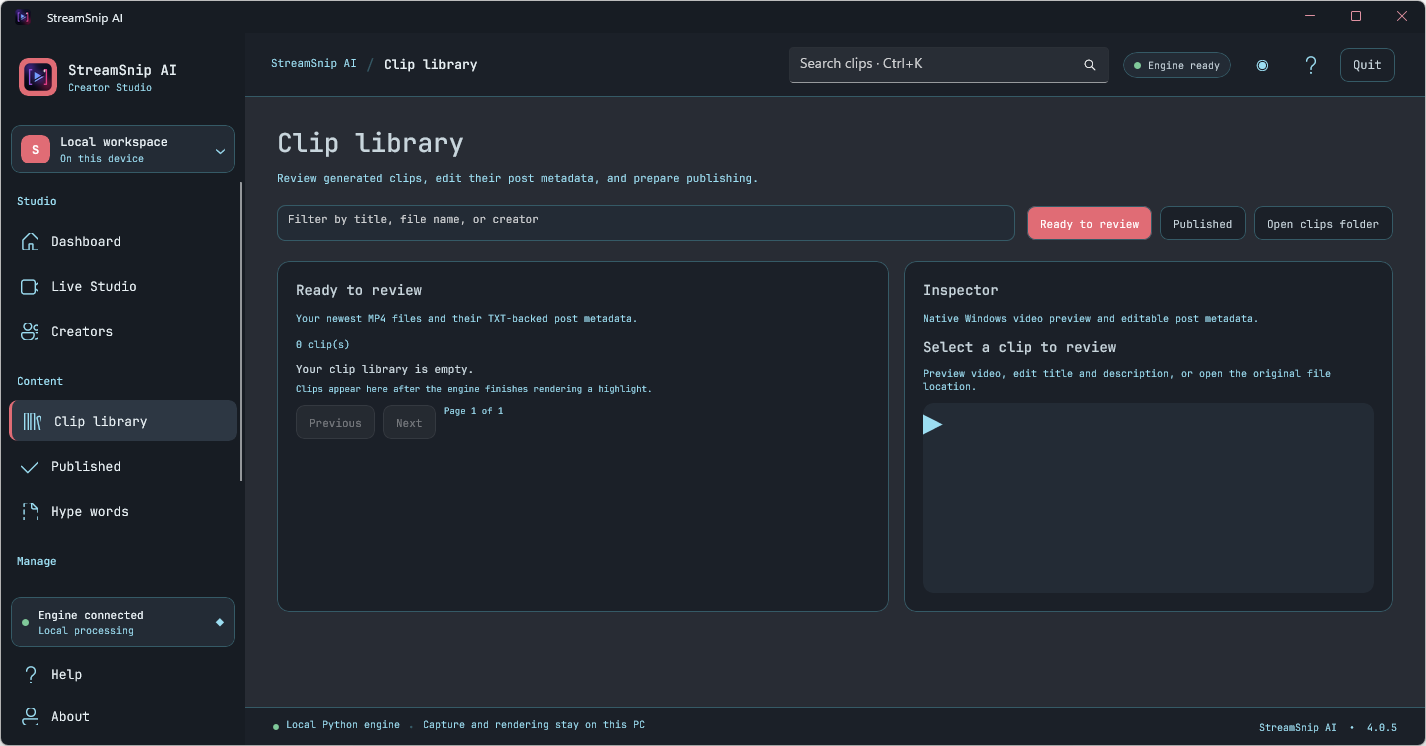 StreamSnip AI
StreamSnip AI
Creator Studio
S
Local workspace
On this device
Studio
Dashboard
Live Studio
Creators
Content
Clip library
Published
Hype words
Manage
Engine connected
Local processing
Help
About
StreamSnip AI / Clip library
Search clips · Ctrl+K
Engine ready
?
Quit
Clip library
Review generated clips, edit their post metadata, and prepare publishing.
Filter by title, file name, or creator
Ready to review
Published
Open clips folder
Ready to review
Your newest MP4 files and their TXT-backed post metadata.
0 clip(s)
Your clip library is empty.
Clips appear here after the engine finishes rendering a highlight.
Previous
Next
Page 1 of 1
Inspector
Native Windows video preview and editable post metadata.
Select a clip to review
Preview video, edit title and description, or open the original file
location.
Local Python engine . Capture and rendering stay on this PC
StreamSnip AI • 4.0.5